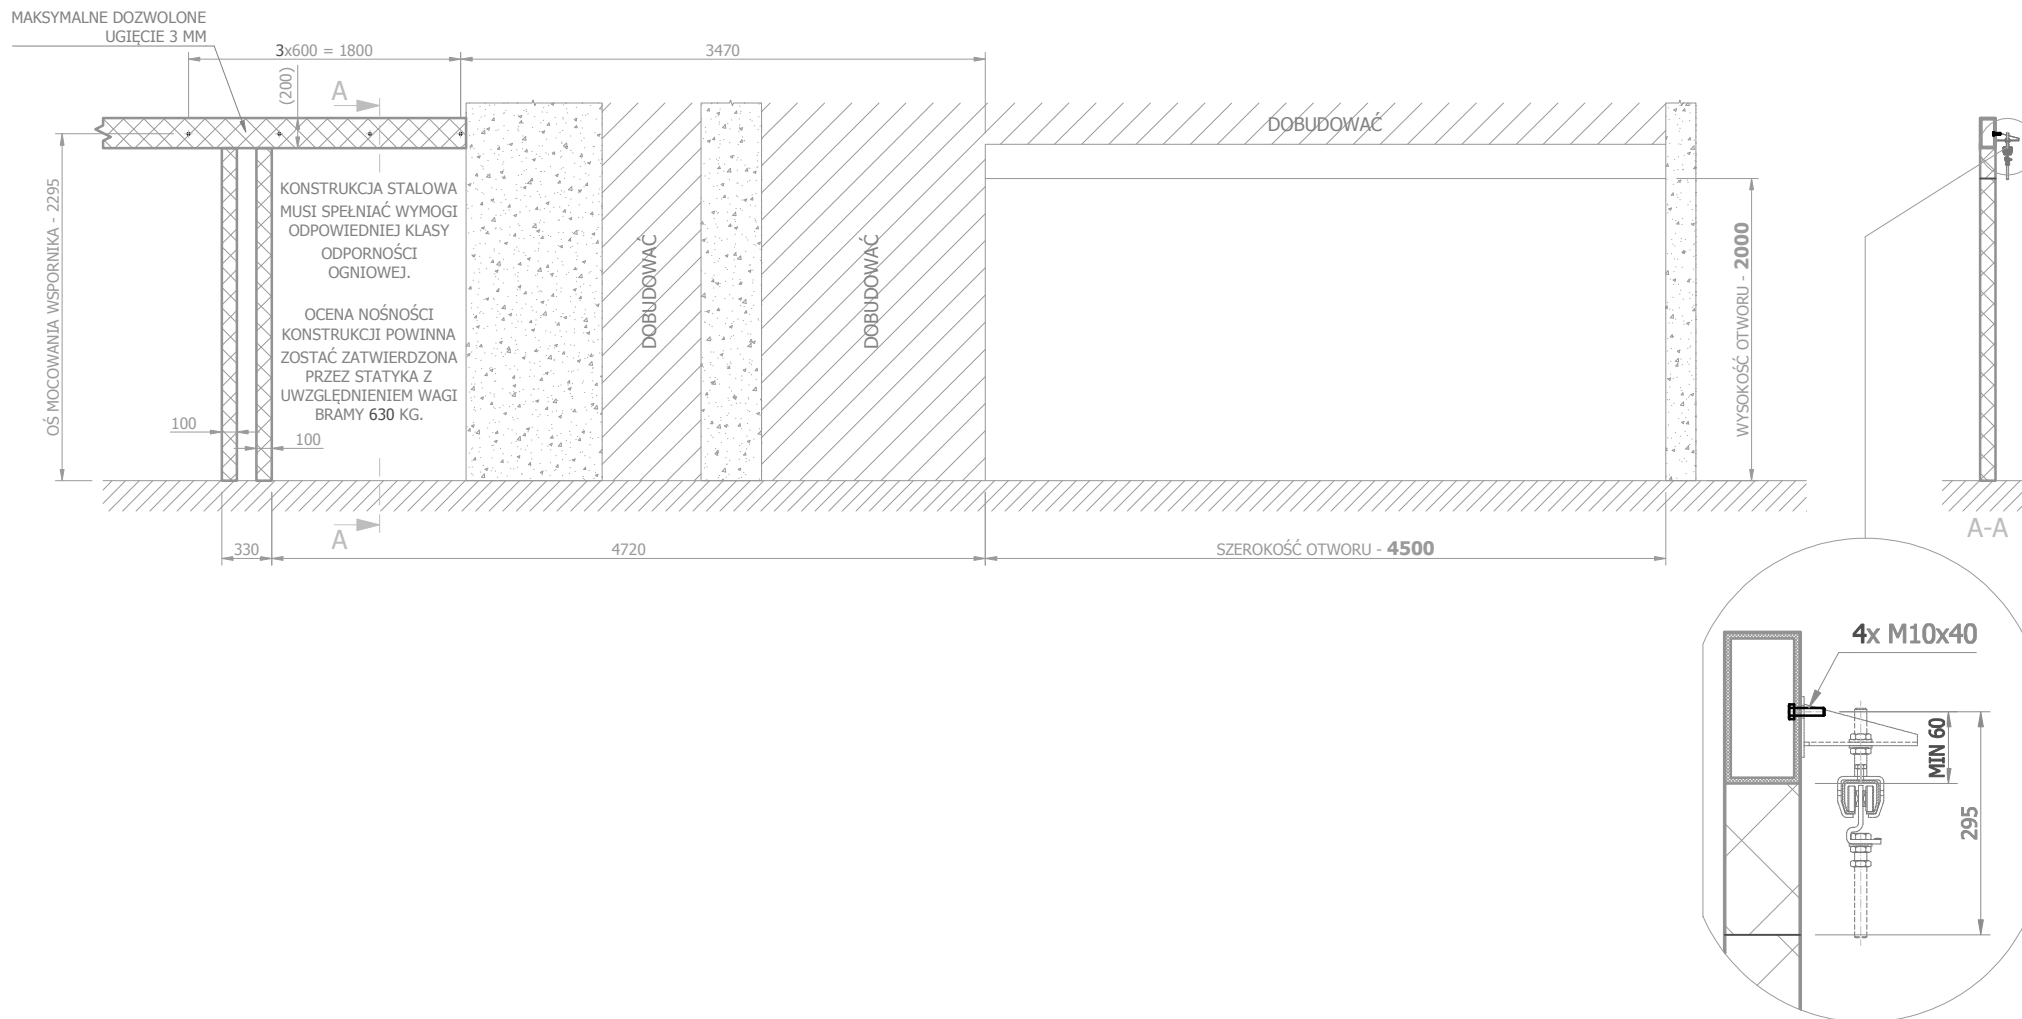 MAKSYMALNE DOZWOLONE
UGIĘCIE 3 MM
3x600 = 1800
3470
(200)
A
DOBUDOWAĆ
OŚ MOCOWANIA WSPORNIKA - 2295
KONSTRUKCJA STALOWA
MUSI SPEŁNIAĆ WYMOGI
ODPOWIEDNIEJ KLASY
ODPORNOŚCI
OGNIOWEJ.
OCENA NOŚNOŚCI
KONSTRUKCJI POWINNA
ZOSTAĆ ZATWIERDZONA
PRZEZ STATYKA Z
UWZGLĘDNIENIEM WAGI
BRAMY 630 KG.
100
100
DOBUDOWAĆ
DOBUDOWAĆ
WYSOKOŚĆ OTWORU - 2000
A
330
4720
SZEROKOŚĆ OTWORU - 4500
A-A
4x M10x40
MIN 60
295